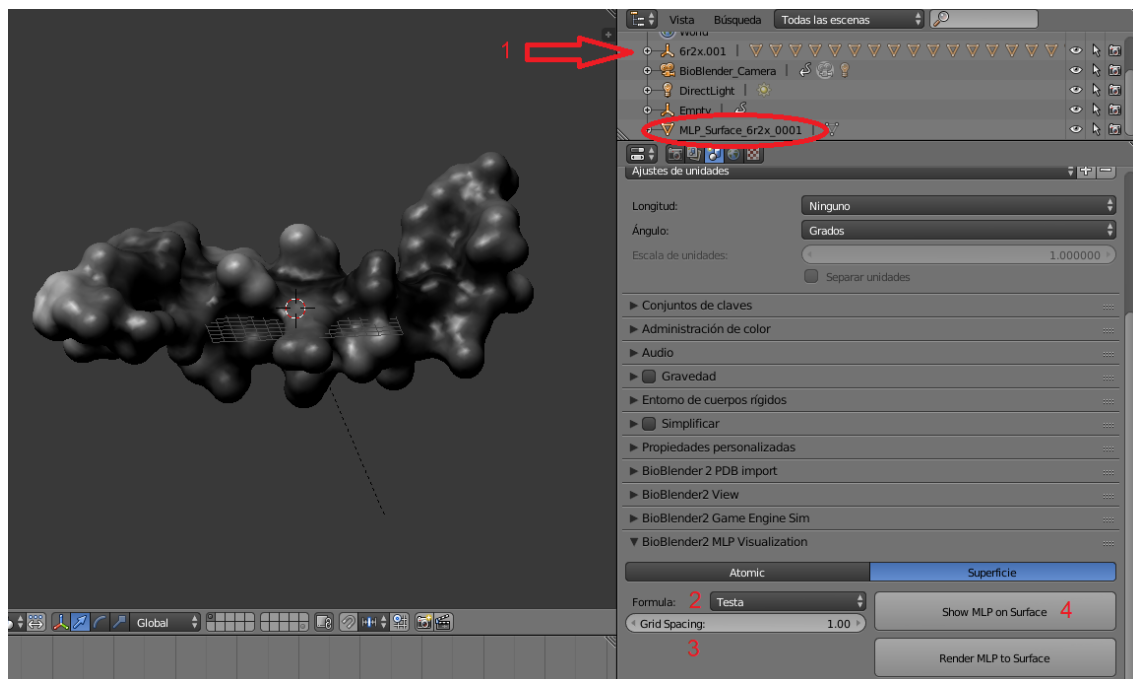 Vista Búsqueda Todas las escenas
World
1 6r2x.001
BioBlender_Camera
DirectLight
Empty
MLP_Surface_6r2x_0001
Ajustes de unidades
Longitud: Ninguno
Ángulo: Grados
Escala de unidades: 1.000000
Separar unidades
Conjuntos de claves
Administración de color
Audio
Gravedad
Entorno de cuerpos rígidos
Simplificar
Propiedades personalizadas
BioBlender 2 PDB import
BioBlender2 View
BioBlender2 Game Engine Sim
BioBlender2 MLP Visualization
Atomic Superficie
Formula: 2 Testa Show MLP on Surface 4
Global Grid Spacing: 1.00
3
Render MLP to Surface